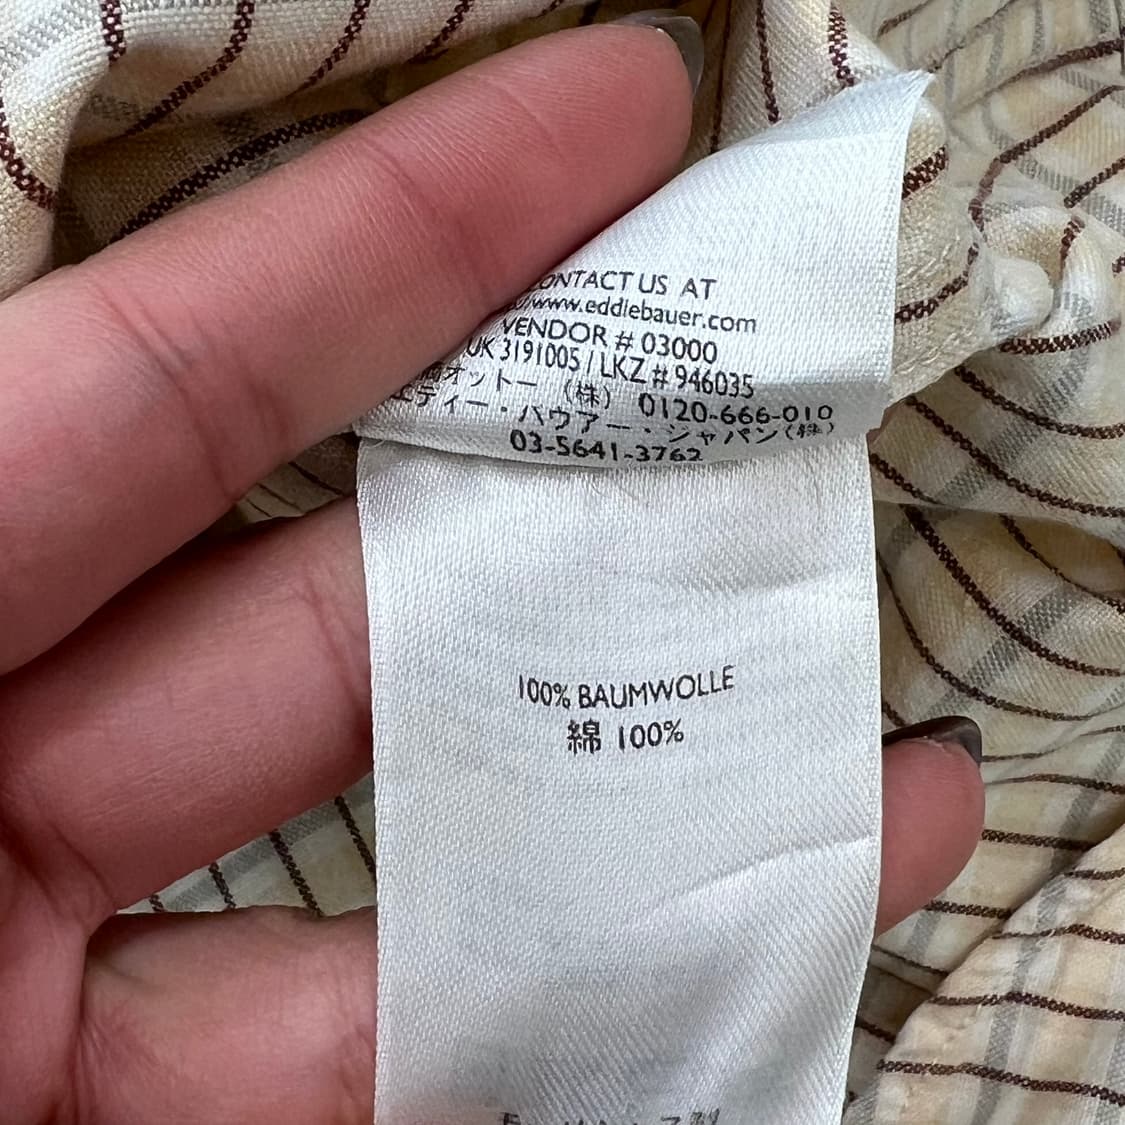 CONTACT US AT
www.eddiebauer.com
VENDOR # 03000
UK 3191005 / LKZ # 946035
オットー (株) 0120-666-010
エディー・バウアー・ジャパン(株)
03-5641-3762
100% BAUMWOLLE
綿 100%